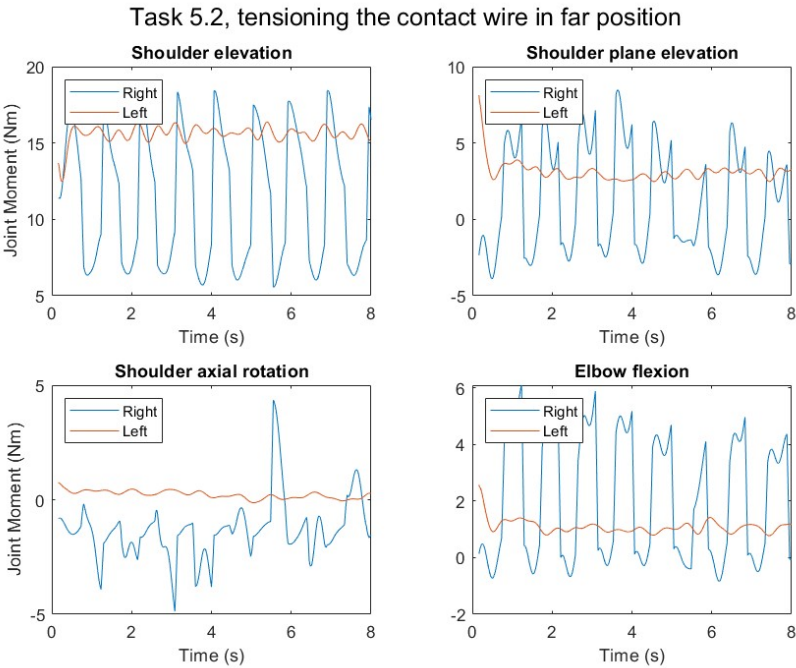 Task 5.2, tensioning the contact wire in far position
Shoulder elevation
Joint Moment (Nm)
20
15
10
5
Right
Left
0
2
4
6
8
Time (s)
Shoulder plane elevation
10
5
0
-5
Right
Left
0
2
4
6
8
Time (s)
Shoulder axial rotation
Joint Moment (Nm)
5
0
-5
Right
Left
0
2
4
6
8
Time (s)
Elbow flexion
6
4
2
0
-2
Right
Left
0
2
4
6
8
Time (s)